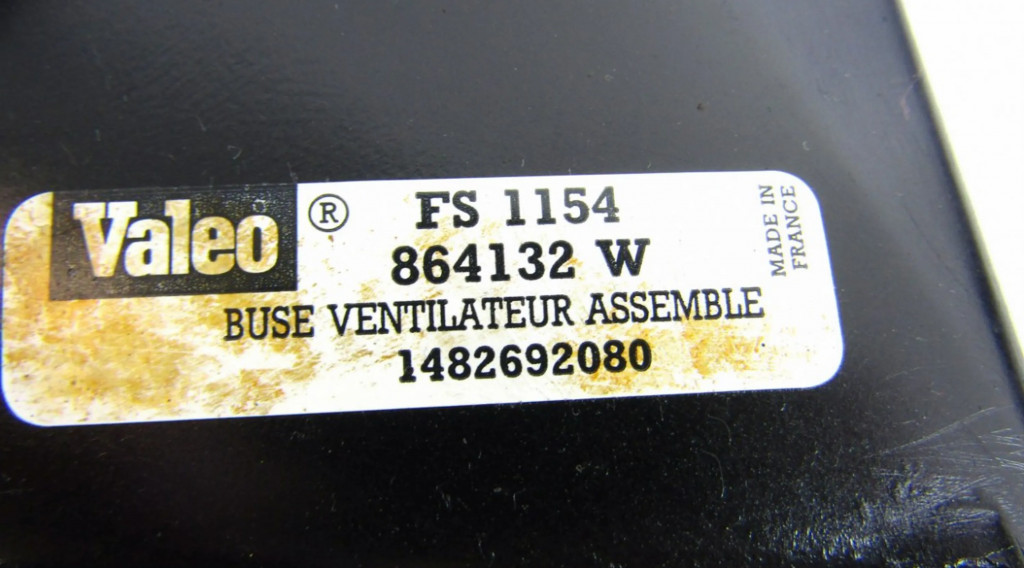 Valeo ® FS 1154
864132 W
BUSE VENTILATEUR ASSEMBLE
1482692080
MADE IN
FRANCE